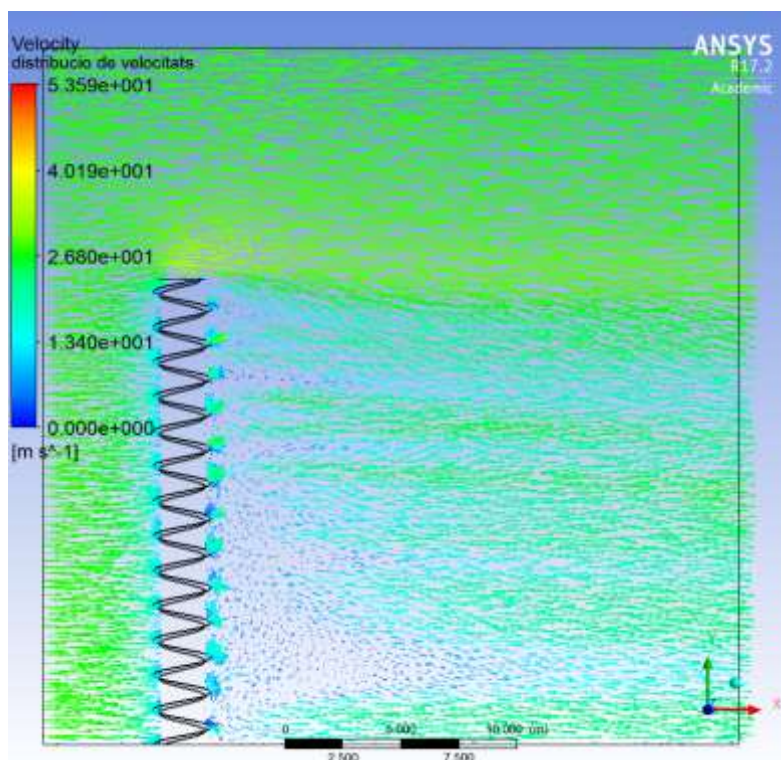 Velocity
distribucio de velocitats
5.359e+001
4.019e+001
2.680e+001
1.340e+001
0.000e+000
[m s^-1]
ANSYS
R17.2
Academic
Y
X
0 5.000 10.000 (m)
2.500 7.500